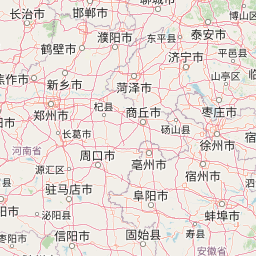 长治市
邯郸市
聊城市
博山区
泰安市
鹤壁市
濮阳市
东平县
平邑县
济宁市
焦作市
新乡市
菏泽市
山亭区
郑州市
杞县
商丘市
枣庄市
长葛市
砀山县
徐州市
河南省
源汇区
周口市
亳州市
宿州市
驻马店市
阜阳市
泌阳县
蚌埠市
枣阳市
信阳市
固始县
寿县
安徽省